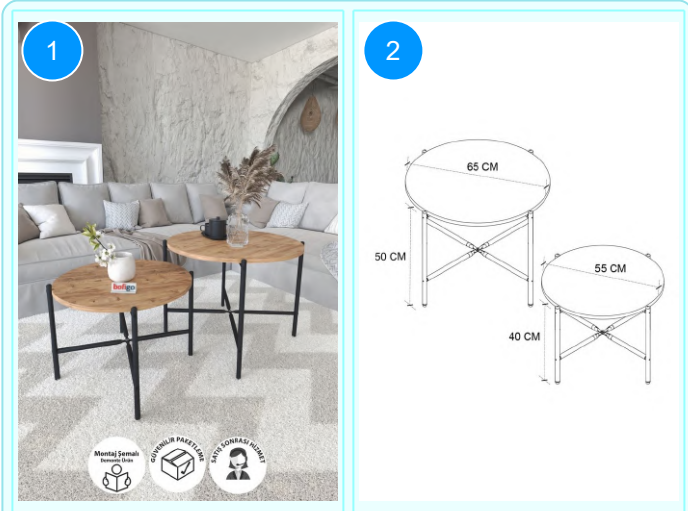 1
bofigo
Montaj Şemalı
Demonte Ürün
GÜVENİLİR PAKETLEME
SATIŞ SONRASI HİZMET
2
65 CM
50 CM
55 CM
40 CM